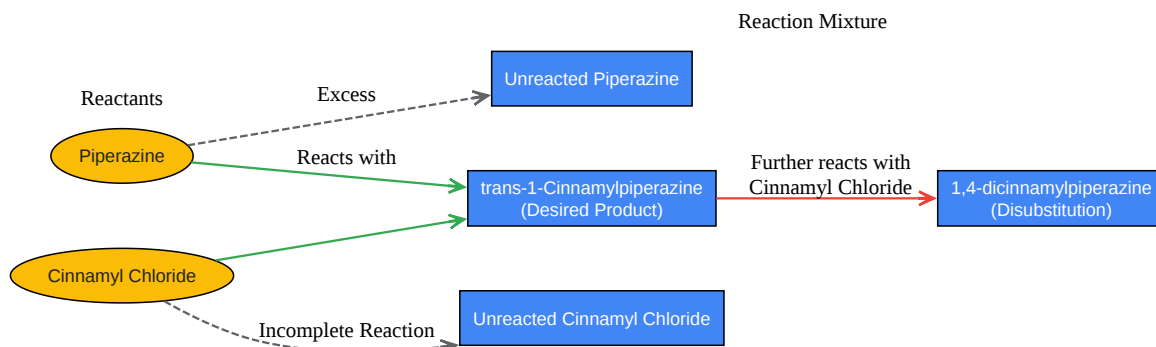 Reaction Mixture
Unreacted Piperazine
Reactants
Excess
Piperazine
Reacts with
Further reacts with
Cinnamyl Chloride
trans-1-Cinnamylpiperazine
(Desired Product)
1,4-dicinnamylpiperazine
(Disubstitution)
Cinnamyl Chloride
Incomplete Reaction
Unreacted Cinnamyl Chloride